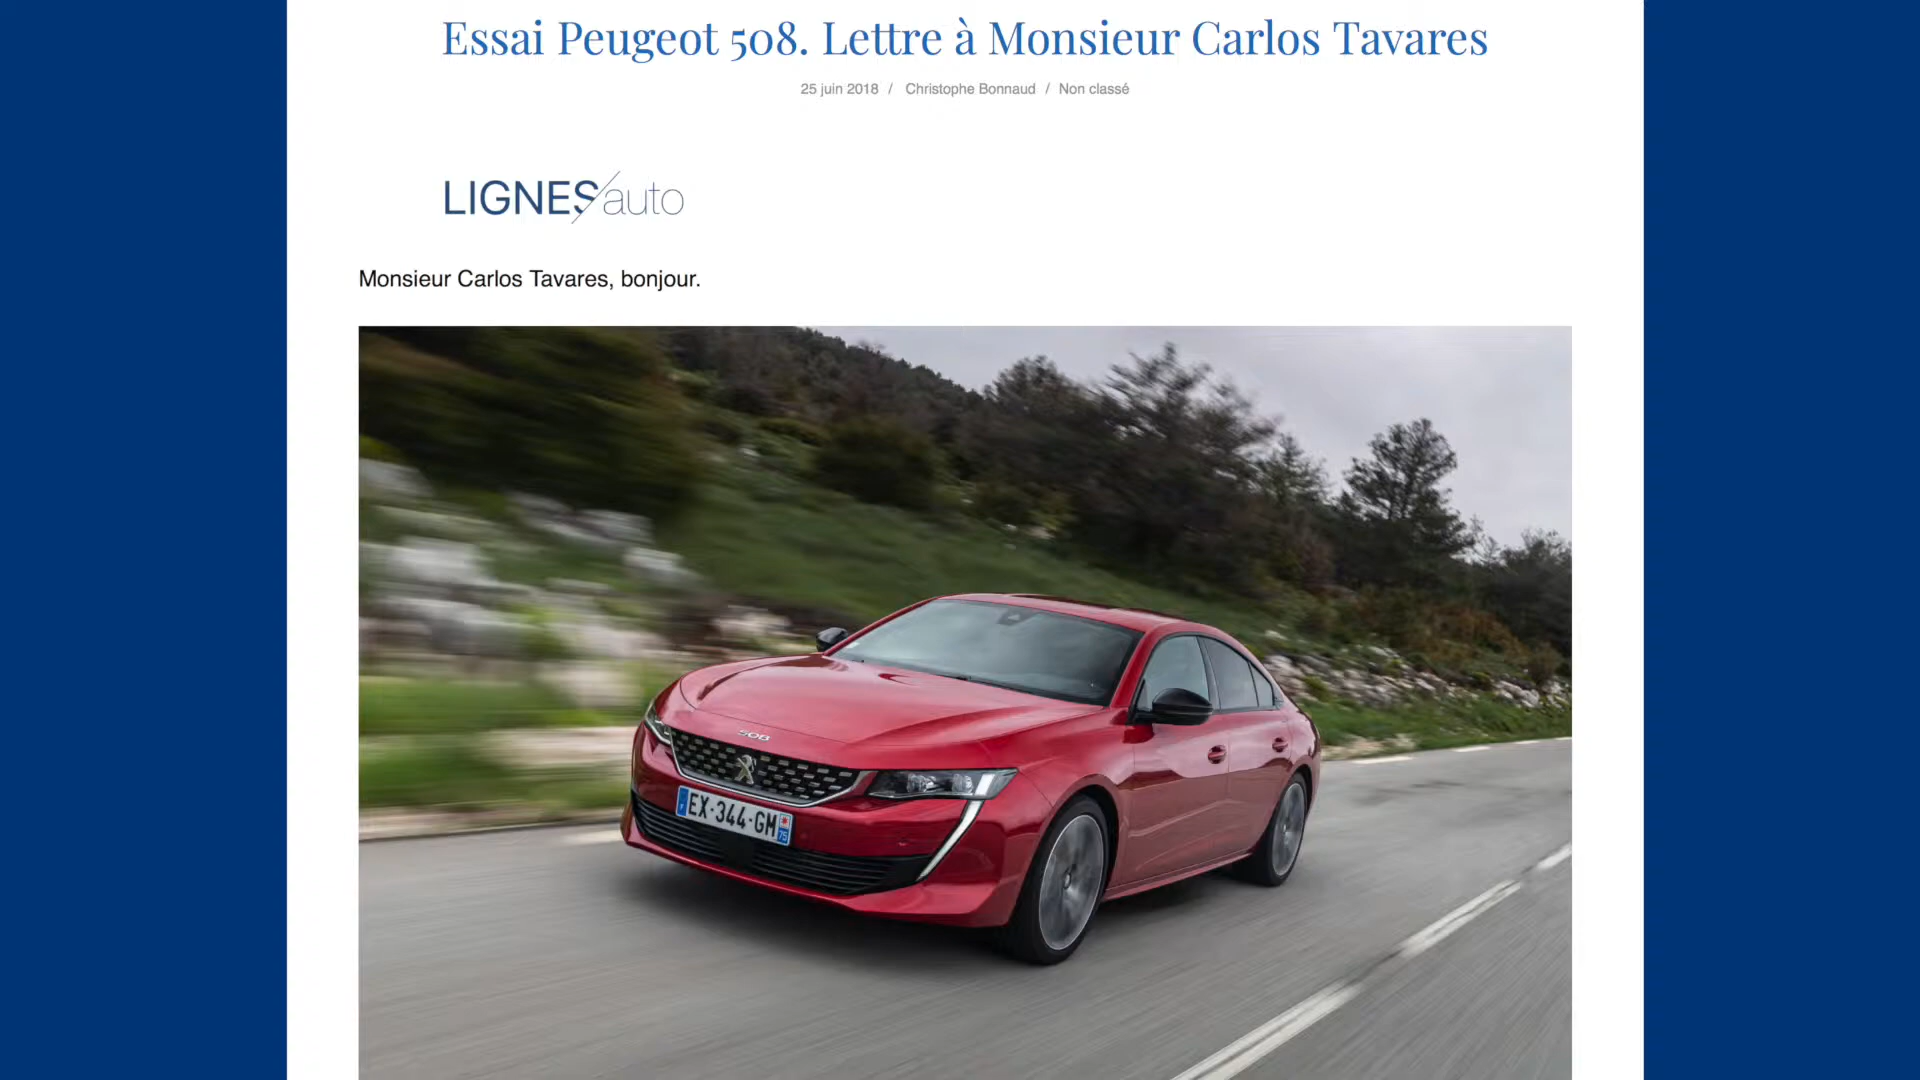 Essai Peugeot 508. Lettre à Monsieur Carlos Tavares
25 juin 2018 / Christophe Bonnaud / Non classé
LIGNES/auto
Monsieur Carlos Tavares, bonjour.
508
F EX-344-GM 75